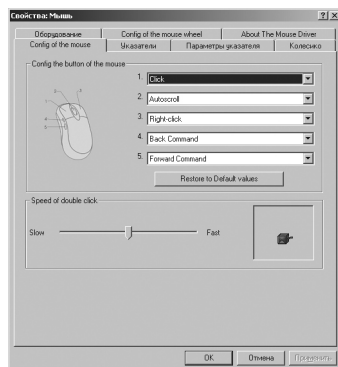 Свойства: Мышь
Оборудование Config of the mouse wheel About The Mouse Driver
Config of the mouse Указатели Параметры указателя Колесико
Config the button of the mouse
1. Click
2. Autoscroll
3. Right-click
4. Back Command
5. Forward Command
Restore to Default values
Speed of double click
Slow Fast
OK Отмена Применить